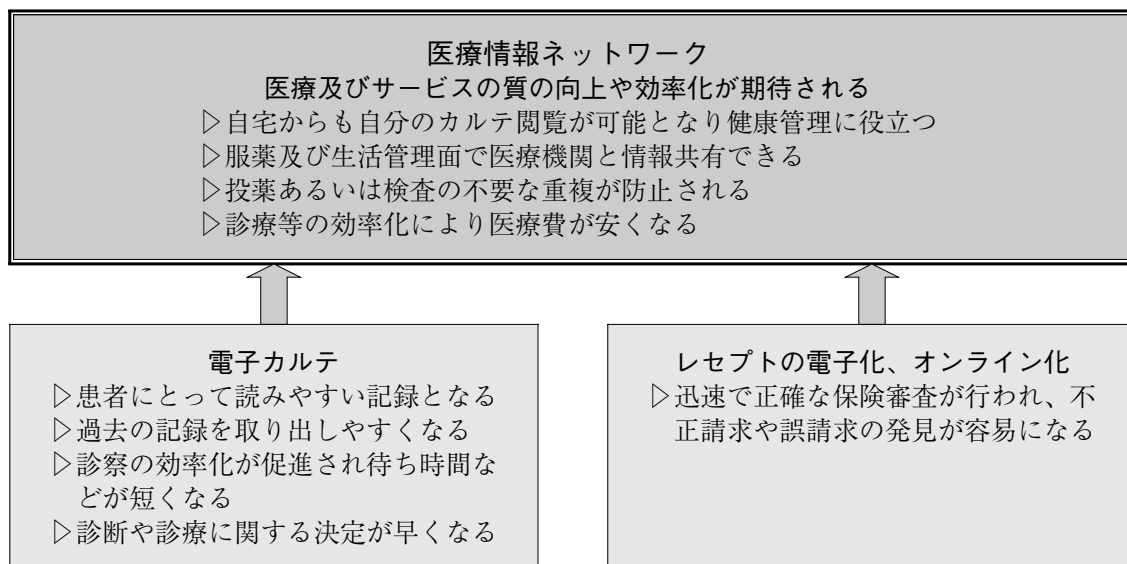 医療情報ネットワーク
医療及びサービスの質の向上や効率化が期待される
▷自宅からも自分のカルテ閲覧が可能となり健康管理に役立つ
▷服薬及び生活管理面で医療機関と情報共有できる
▷投薬あるいは検査の不要な重複が防止される
▷診療等の効率化により医療費が安くなる
電子カルテ
▷患者にとって読みやすい記録となる
▷過去の記録を取り出しやすくなる
▷診察の効率化が促進され待ち時間な
どが短くなる
▷診断や診療に関する決定が早くなる
レセプトの電子化、オンライン化
▷迅速で正確な保険審査が行われ、不
正請求や誤請求の発見が容易になる